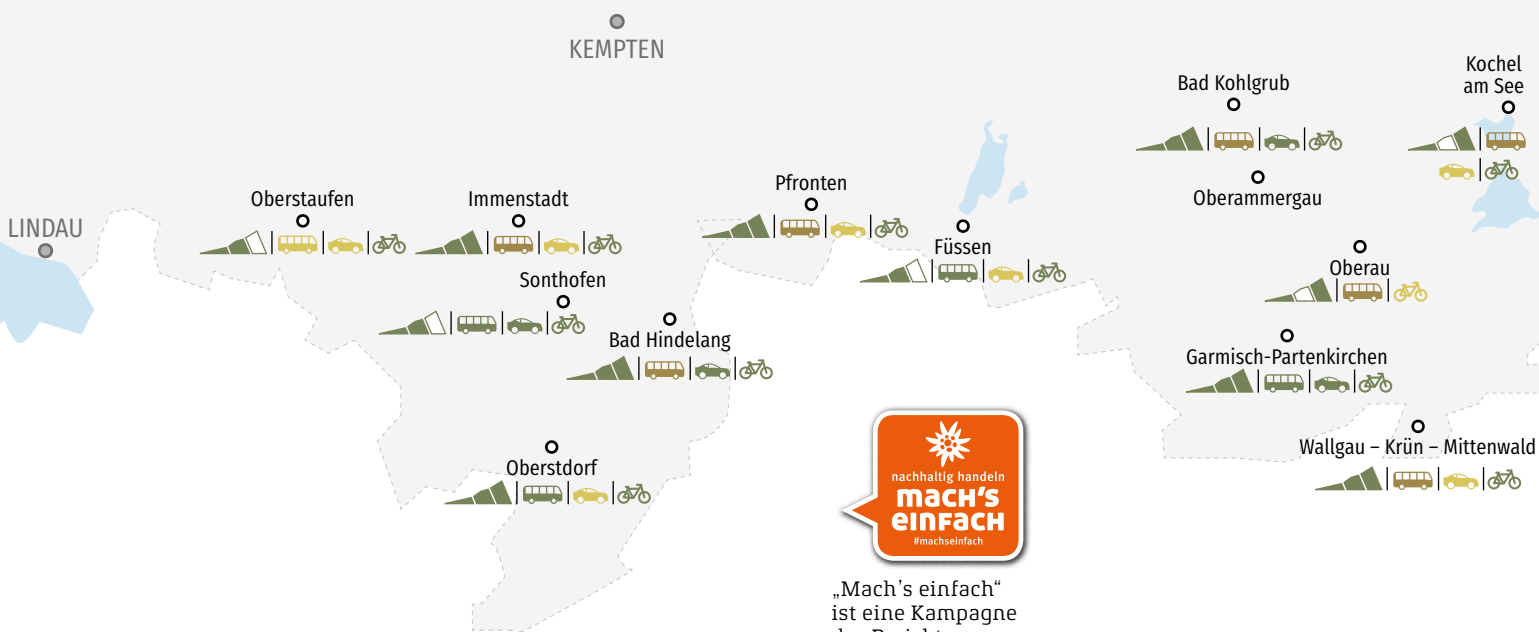 KEMPTEN
Kochel
am See
Bad Kohlgrub
Oberammergau
Pfronten
Oberstaufen
Immenstadt
LINDAU
Füssen
Oberau
Sonthofen
Bad Hindelang
Garmisch-Partenkirchen
Wallgau – Krün – Mittenwald
Oberstdorf
nachhaltig handeln
mach's
einfach
#machseinfach
„Mach's einfach“
ist eine Kampagne